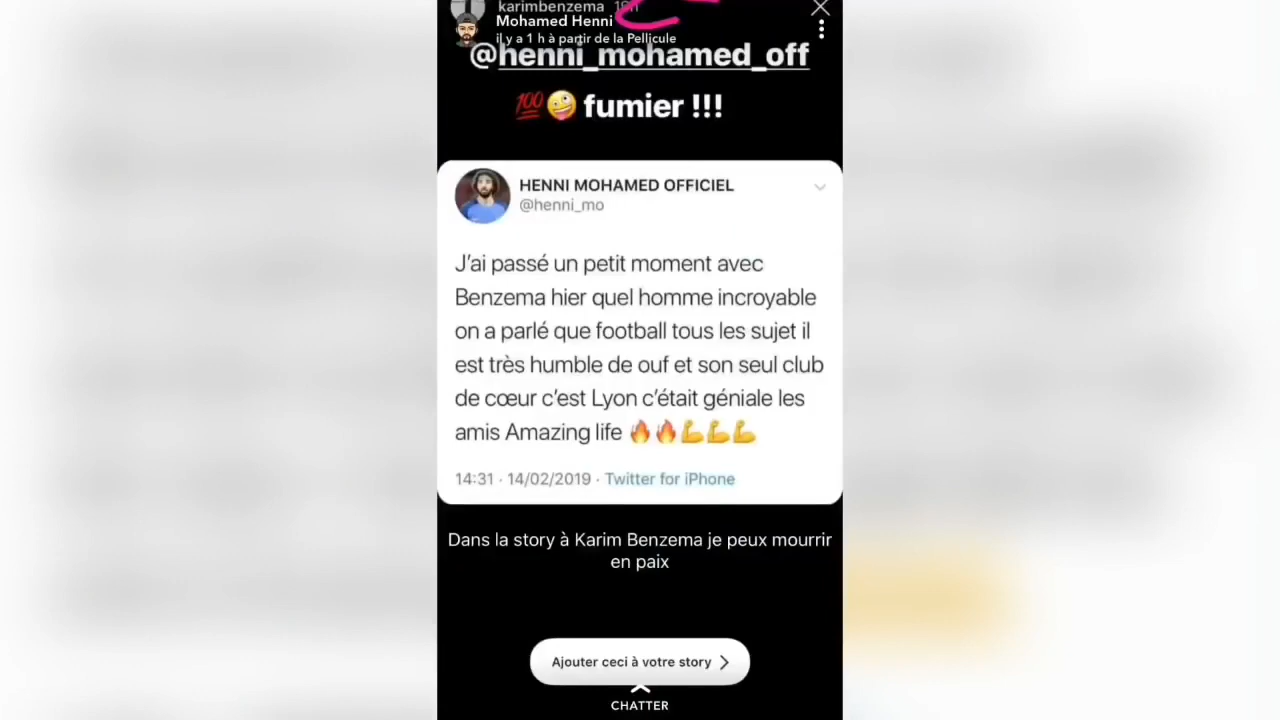 karimbenzema 19h
Mohamed Henni
il y a 1 h à partir de la Pellicule
@henni_mohamed_off
💯🤪 fumier !!!
HENNI MOHAMED OFFICIEL
@henni_mo
J'ai passé un petit moment avec
Benzema hier quel homme incroyable
on a parlé que football tous les sujet il
est très humble de ouf et son seul club
de cœur c'est Lyon c'était géniale les
amis Amazing life 🔥🔥💪💪💪
14:31 · 14/02/2019 · Twitter for iPhone
Dans la story à Karim Benzema je peux mourrir
en paix
Ajouter ceci à votre story
CHATTER